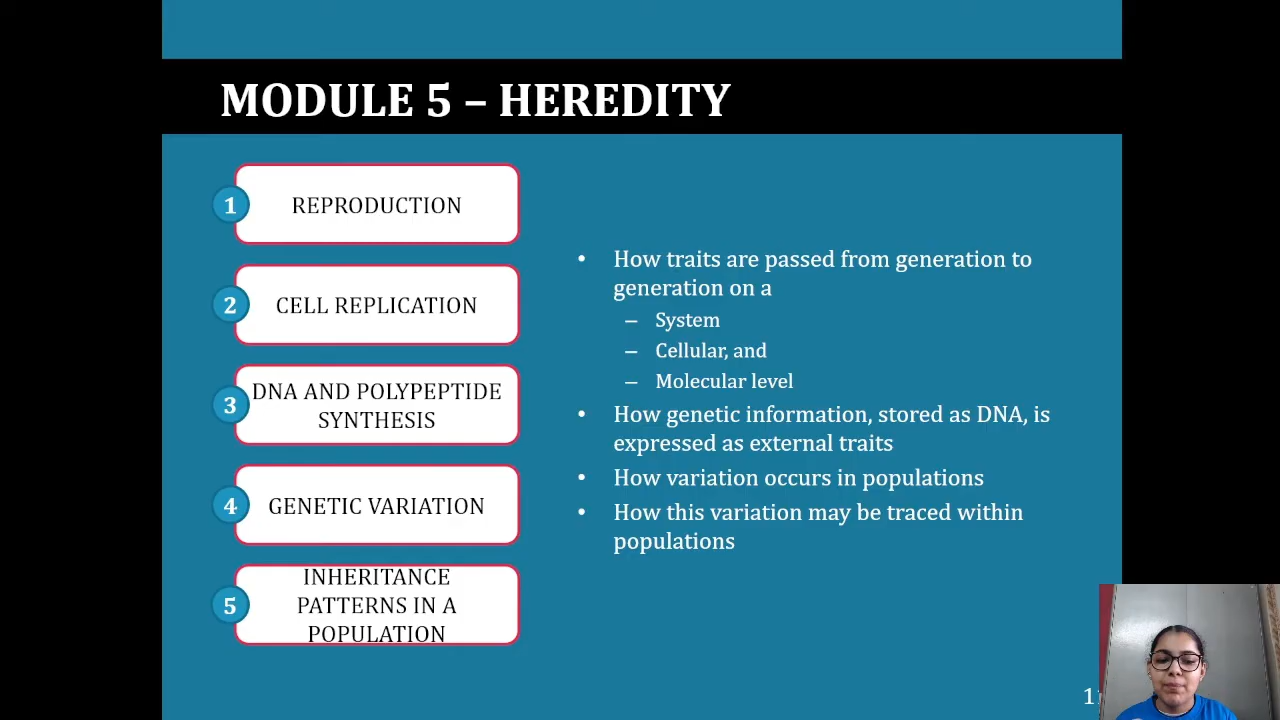 MODULE 5 – HEREDITY
1
REPRODUCTION
2
CELL REPLICATION
3
DNA AND POLYPEPTIDE
SYNTHESIS
4
GENETIC VARIATION
5
INHERITANCE
PATTERNS IN A
POPULATION
• How traits are passed from generation to
generation on a
– System
– Cellular, and
– Molecular level
• How genetic information, stored as DNA, is
expressed as external traits
• How variation occurs in populations
• How this variation may be traced within
populations